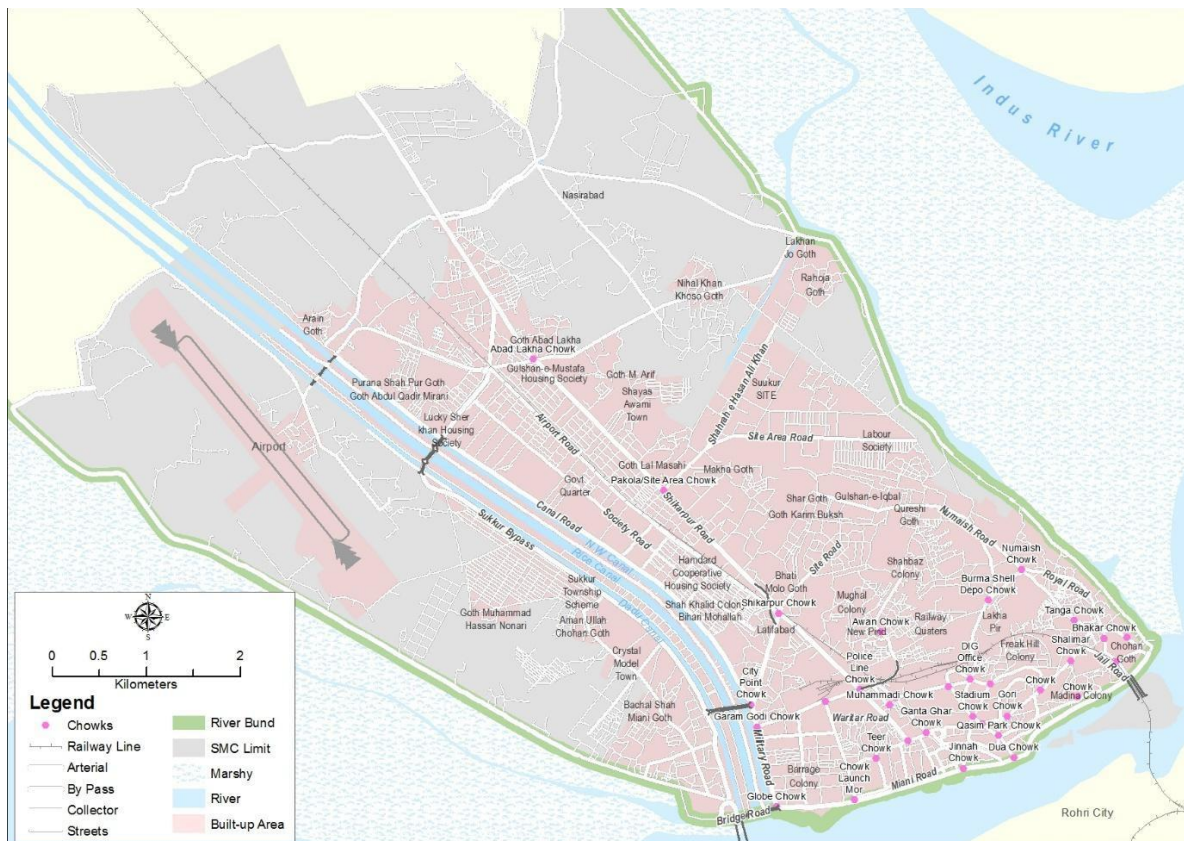 Indus River
Nasirabad
Lakhan
Jo Goth
Rahoja
Goth
Nihal Khan
Khoso Goth
Arain
Goth
Goth Abad Lakha
Abad Lakha Chowk
Gulshan-e-Mustafa
Housing Society
Goth M. Arif
Shayas
Awami
Town
Shahrah e Hasan Ali Khan
Suukur
SITE
Purana Shah Pur Goth
Goth Abdul Qadir Mirani
Lucky Sher
khan Housing
Society
Airport Road
Site Area Road
Labour
Society
Airport
Goth Lal Masahi
Makha Goth
Pakola/Site Area Chowk
Govt
Quarter
Shar Goth
Gulshan-e-Iqbal
Goth Karim Buksh
Qureshi
Goth
Numaish Road
Canal Road
Society Road
Shikarpur Road
Sukkur Bypass
N.W Canal
Rice Canal
Dadu Canal
Site Road
Shahbaz
Colony
Numaish
Chowk
Royal Road
Hamdard
Cooperative
Housing Society
Bhati
Molo Goth
Burma Shell
Depo Chowk
Sukkur
Township
Scheme
Aman Ullah
Chohan Goth
Goth Muhammad
Hassan Nonari
Shah Khalid Colon
Bihari Mohallah
Shikarpur Chowk
Latifabad
Mughal
Colony
Awan Chowk
New Pind
Railway
Quaters
Lakha
Pir
Tanga Chowk
Bhakar Chowk
Shalimar
Chowk
Chohan
Goth
Jail Road
Crystal
Model
Town
City
Point
Chowk
Police
Line
Chowk
DIG
Office
Chowk
Freak Hill
Colony
Muhammadi Chowk
Stadium
Chowk
Gori
Chowk
Chowk
Chowk
Madina Colony
Bachal Shah
Miani Goth
Garam Godi Chowk
Military Road
Waritar Road
Ganta Ghar
Chowk
Qasim Park Chowk
Teer
Chowk
Jinnah
Chowk
Dua Chowk
Barrage
Colony
Chowk
Launch
Mor
Miani Road
Globe Chowk
Bridge Road
Rohri City
N
W E
S
0 0.5 1 2
Kilometers
Legend
Chowks
Railway Line
Arterial
By Pass
Collector
Streets
River Bund
SMC Limit
Marshy
River
Built-up Area